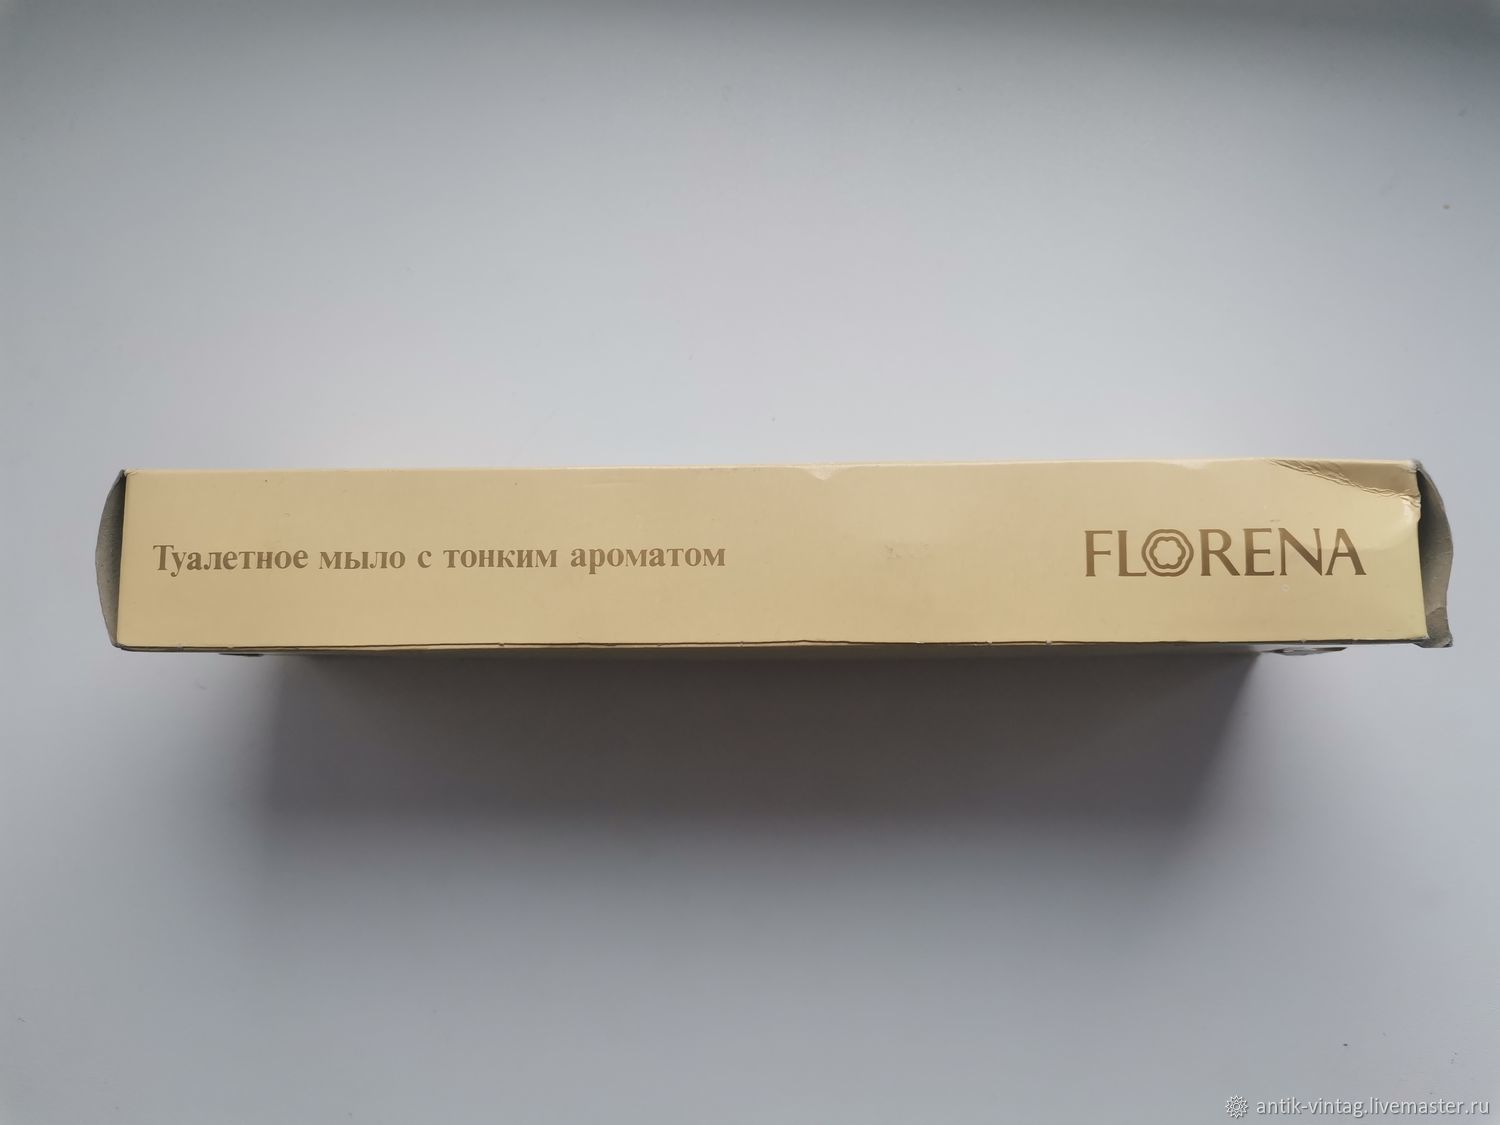 Туалетное мыло с тонким ароматом
FLORENA
antik-vintag.livemaster.ru